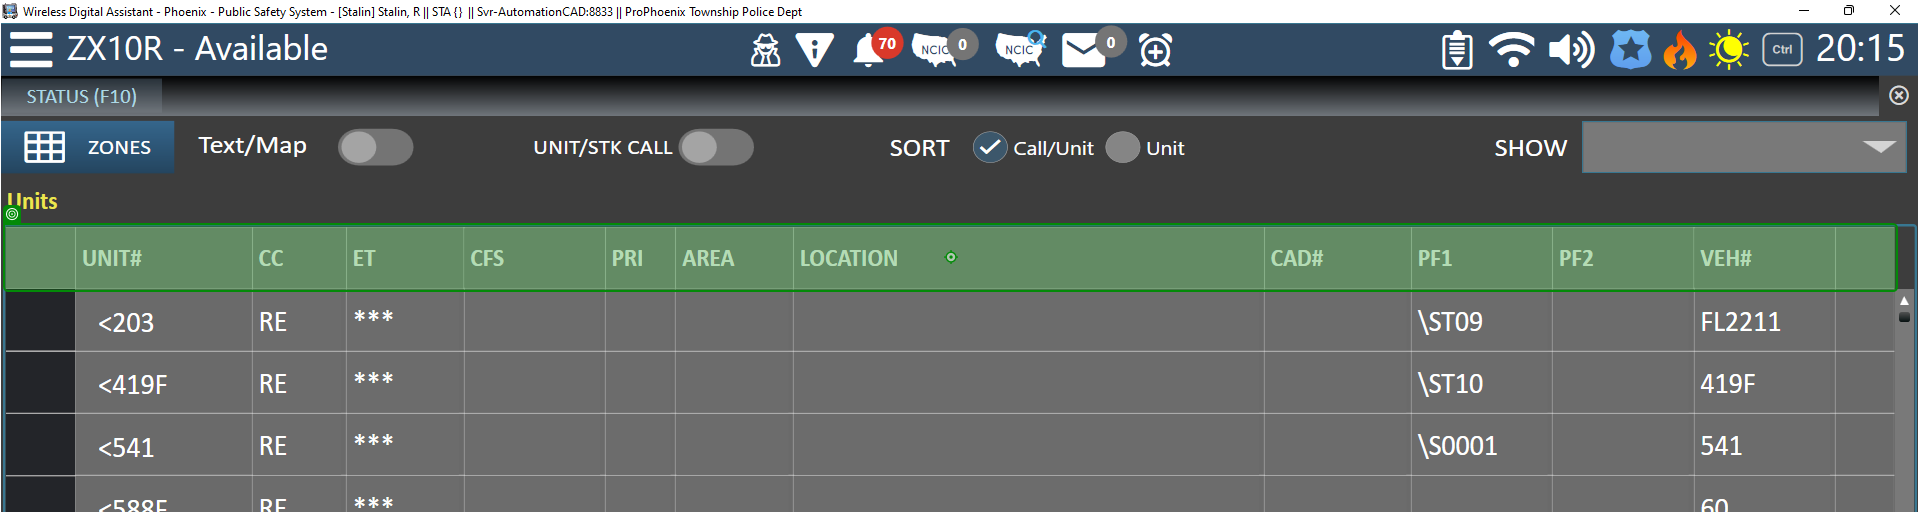 Wireless Digital Assistant - Phoenix - Public Safety System - [Stalin] Stalin, R || STA {} || Svr-AutomationCAD:8833 || ProPhoenix Township Police Dept
ZX10R - Available 70 NCIC 0 NCIC 0 Ctrl 20:15
STATUS (F10)
ZONES Text/Map UNIT/STK CALL SORT Call/Unit Unit SHOW
Units
UNIT# CC ET CFS PRI AREA LOCATION CAD# PF1 PF2 VEH#
<203 RE *** \ST09 FL2211
<419F RE *** \ST10 419F
<541 RE *** \S0001 541
<588F RE *** 60